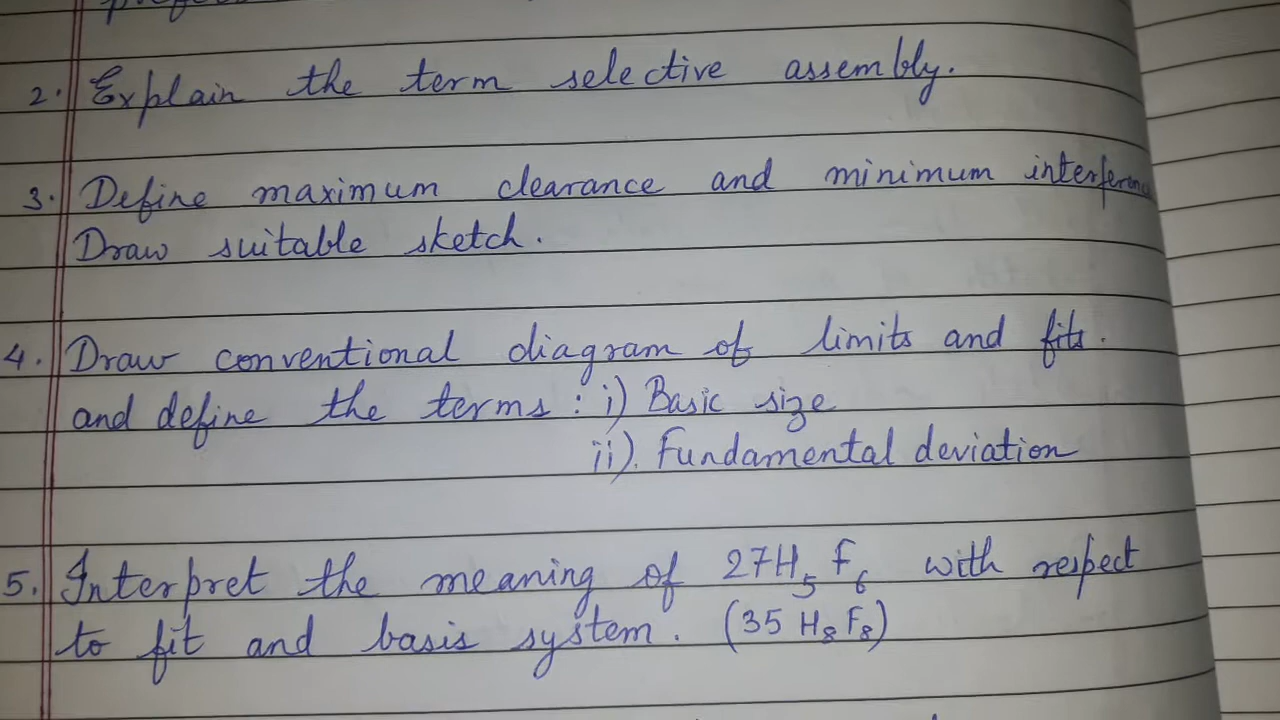 2. Explain the term selective assembly.
3. Define maximum clearance and minimum interference
Draw suitable sketch.
4. Draw conventional diagram of limits and fits.
and define the terms : i) Basic size
ii). Fundamental deviation
5. Interpret the meaning of 27H₅ F₆ with respect
to fit and basis system. (35 H₈ F₈)